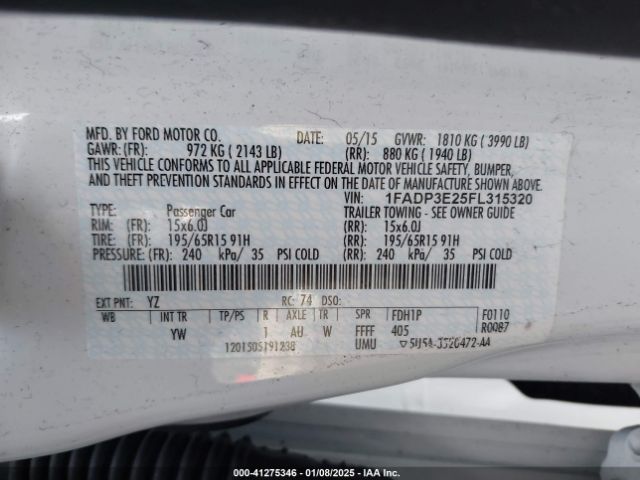 MFD. BY FORD MOTOR CO. DATE: 05/15 GVWR: 1810 KG ( 3990 LB)
GAWR: (FR): 972 KG ( 2143 LB) (RR): 880 KG ( 1940 LB)
THIS VEHICLE CONFORMS TO ALL APPLICABLE FEDERAL MOTOR VEHICLE SAFETY, BUMPER,
AND THEFT PREVENTION STANDARDS IN EFFECT ON THE DATE OF MANUFACTURE SHOWN ABOVE.
VIN: 1FADP3E25FL315320
TYPE: Passenger Car TRAILER TOWING - SEE OWNER GUIDE
RIM: (FR): 15x6.0J (RR): 15x6.0J
TIRE: (FR): 195/65R15 91H (RR): 195/65R15 91H
PRESSURE: (FR): 240 kPa/ 35 PSI COLD (RR): 240 kPa/ 35 PSI COLD
EXT PNT: YZ RC: 74 DSO:
WB INT TR TP/PS R AXLE TR SPR FDH1P F0110
YW 1 AU W FFFF 405 R0087
UMU
000-41275346 - 01/08/2025 - IAA Inc.